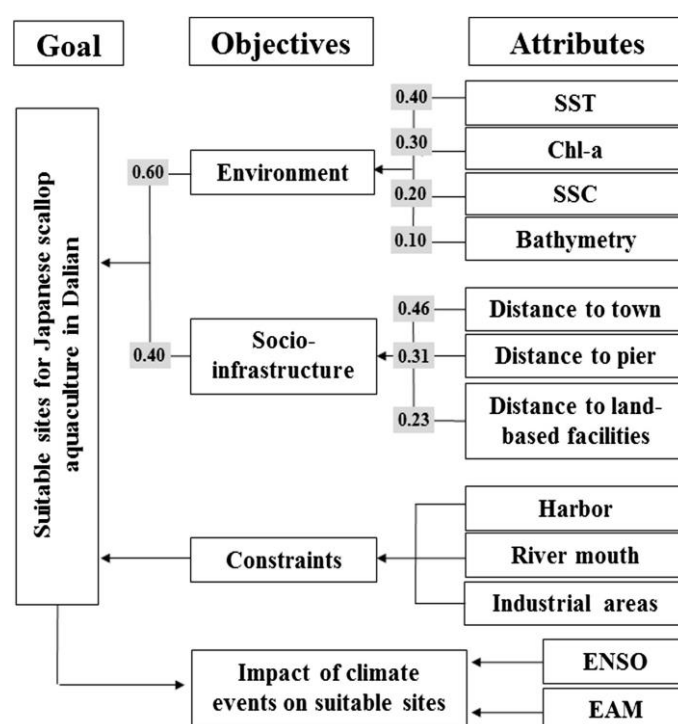 Goal
Objectives
Attributes
Suitable sites for Japanese scallop
aquaculture in Dalian
0.60
0.40
Environment
0.40
0.30
0.20
0.10
SST
Chl-a
SSC
Bathymetry
Socio-
infrastructure
0.46
0.31
0.23
Distance to town
Distance to pier
Distance to land-
based facilities
Constraints
Harbor
River mouth
Industrial areas
Impact of climate
events on suitable sites
ENSO
EAM